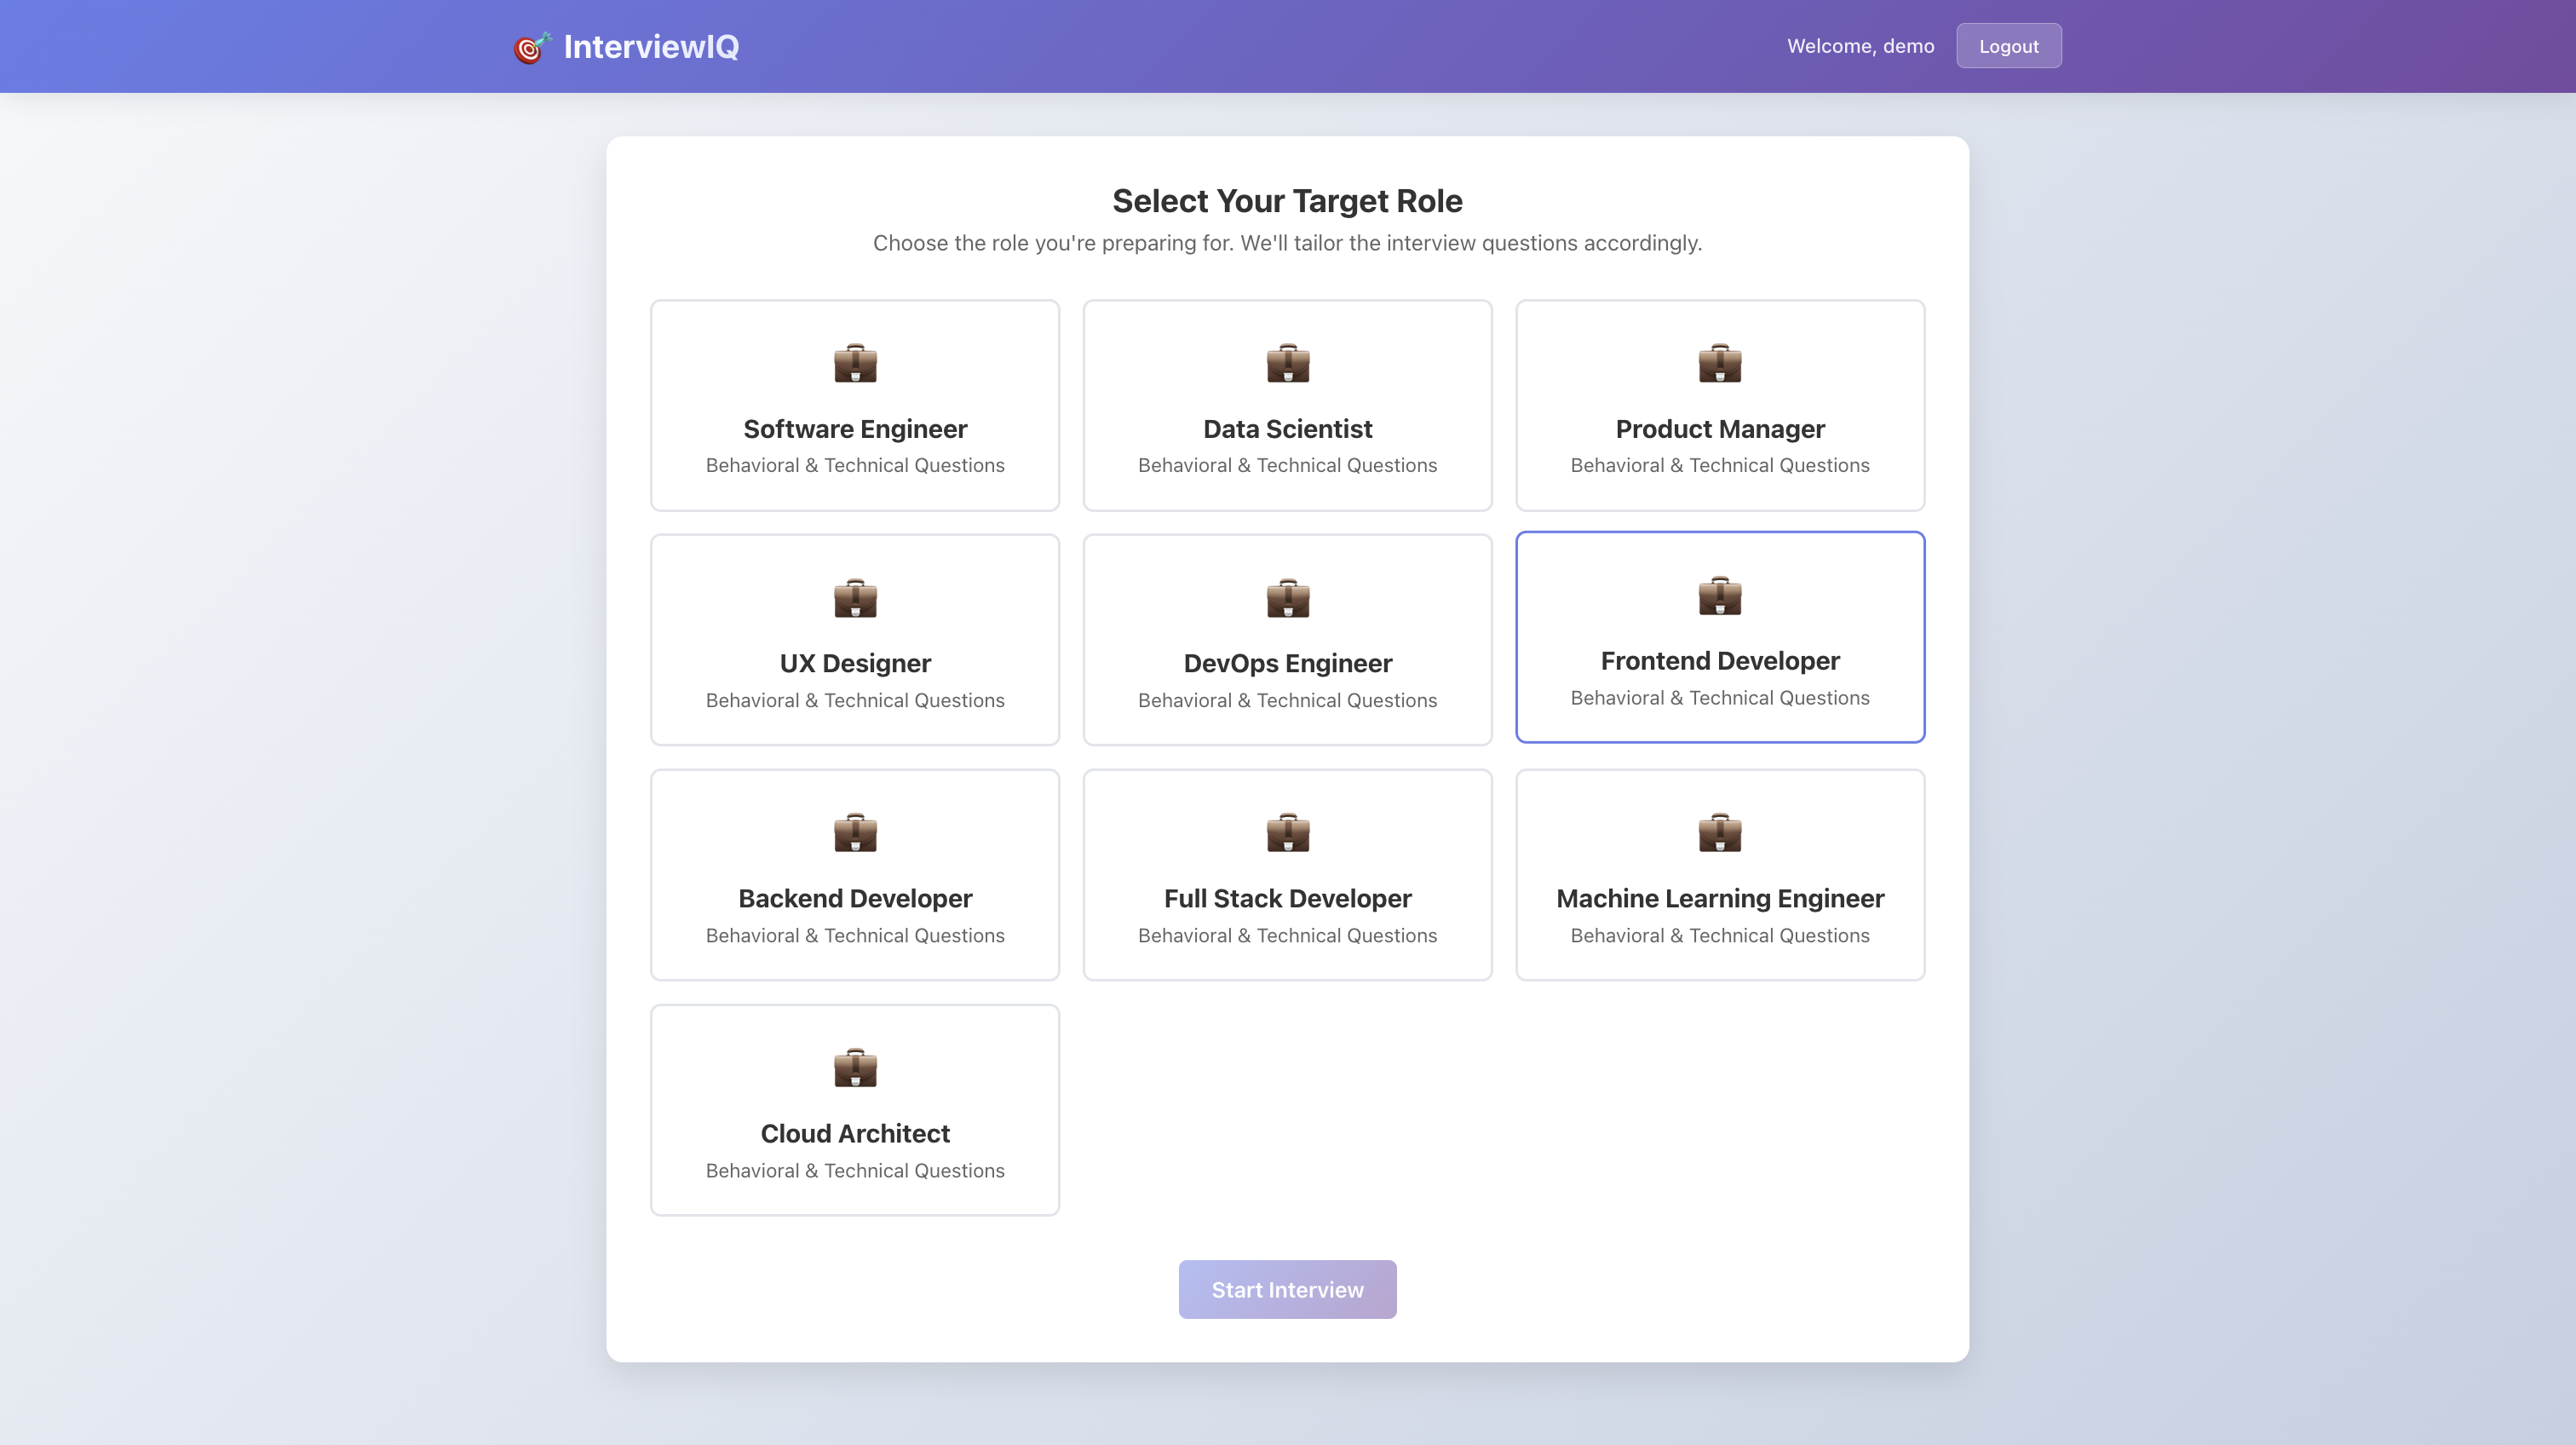 InterviewIQ
Welcome, demo
Logout
Select Your Target Role
Choose the role you're preparing for. We'll tailor the interview questions accordingly.
Software Engineer
Behavioral & Technical Questions
Data Scientist
Behavioral & Technical Questions
Product Manager
Behavioral & Technical Questions
UX Designer
Behavioral & Technical Questions
DevOps Engineer
Behavioral & Technical Questions
Frontend Developer
Behavioral & Technical Questions
Backend Developer
Behavioral & Technical Questions
Full Stack Developer
Behavioral & Technical Questions
Machine Learning Engineer
Behavioral & Technical Questions
Cloud Architect
Behavioral & Technical Questions
Start Interview